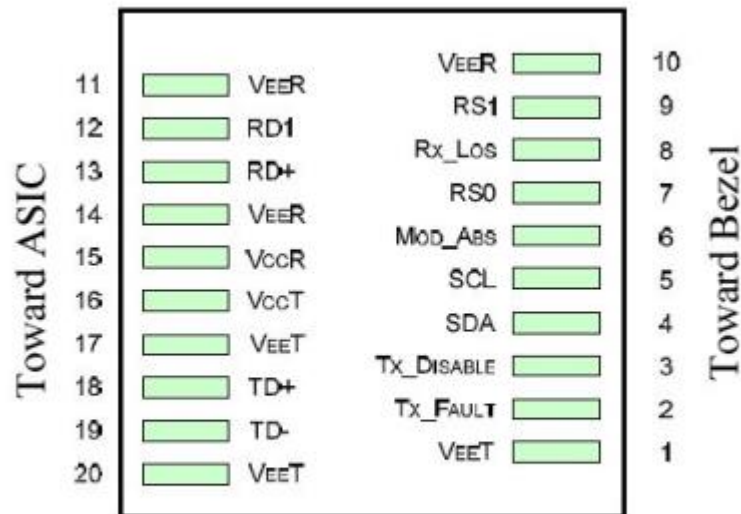 Toward ASIC
11 VEER
12 RD1
13 RD+
14 VEER
15 VCCR
16 VCCT
17 VEET
18 TD+
19 TD-
20 VEET
VEER 10
RS1 9
RX_LOS 8
RS0 7
MOD_ABS 6
SCL 5
SDA 4
TX_DISABLE 3
TX_FAULT 2
VEET 1
Toward Bezel